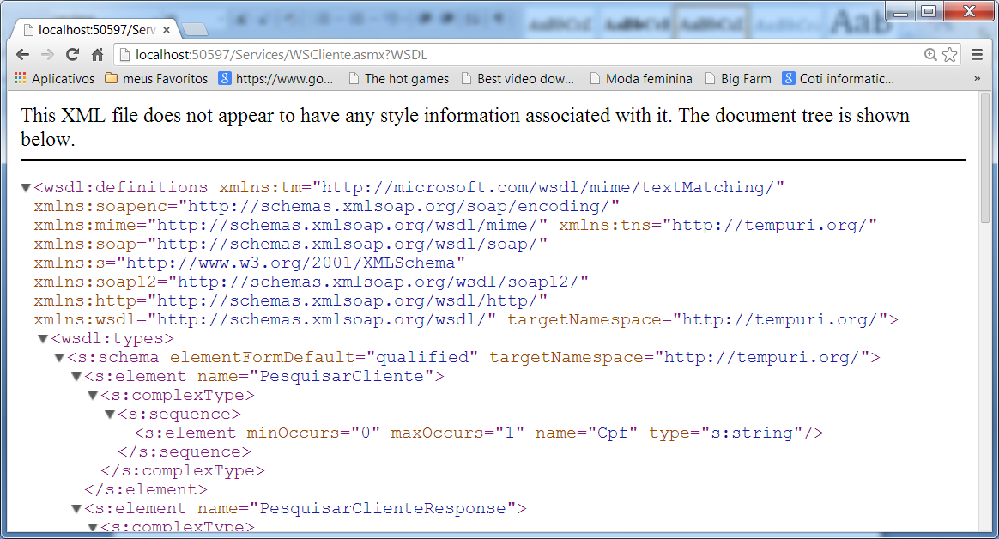 localhost:50597/Serv
localhost:50597/Services/WSCliente.asmx?WSDL
Aplicativos meus Favoritos https://www.go... The hot games Best video dow... Moda feminina Big Farm Coti informatic... »
This XML file does not appear to have any style information associated with it. The document tree is shown
below.
▼<wsdl:definitions xmlns:tm="http://microsoft.com/wsdl/mime/textMatching/"
xmlns:soapenc="http://schemas.xmlsoap.org/soap/encoding/"
xmlns:mime="http://schemas.xmlsoap.org/wsdl/mime/" xmlns:tns="http://tempuri.org/"
xmlns:soap="http://schemas.xmlsoap.org/wsdl/soap/"
xmlns:s="http://www.w3.org/2001/XMLSchema"
xmlns:soap12="http://schemas.xmlsoap.org/wsdl/soap12/"
xmlns:http="http://schemas.xmlsoap.org/wsdl/http/"
xmlns:wsdl="http://schemas.xmlsoap.org/wsdl/" targetNamespace="http://tempuri.org/">
▼<wsdl:types>
▼<s:schema elementFormDefault="qualified" targetNamespace="http://tempuri.org/">
▼<s:element name="PesquisarCliente">
▼<s:complexType>
▼<s:sequence>
<s:element minOccurs="0" maxOccurs="1" name="Cpf" type="s:string"/>
</s:sequence>
</s:complexType>
</s:element>
▼<s:element name="PesquisarClienteResponse">
▼<s:complexType>